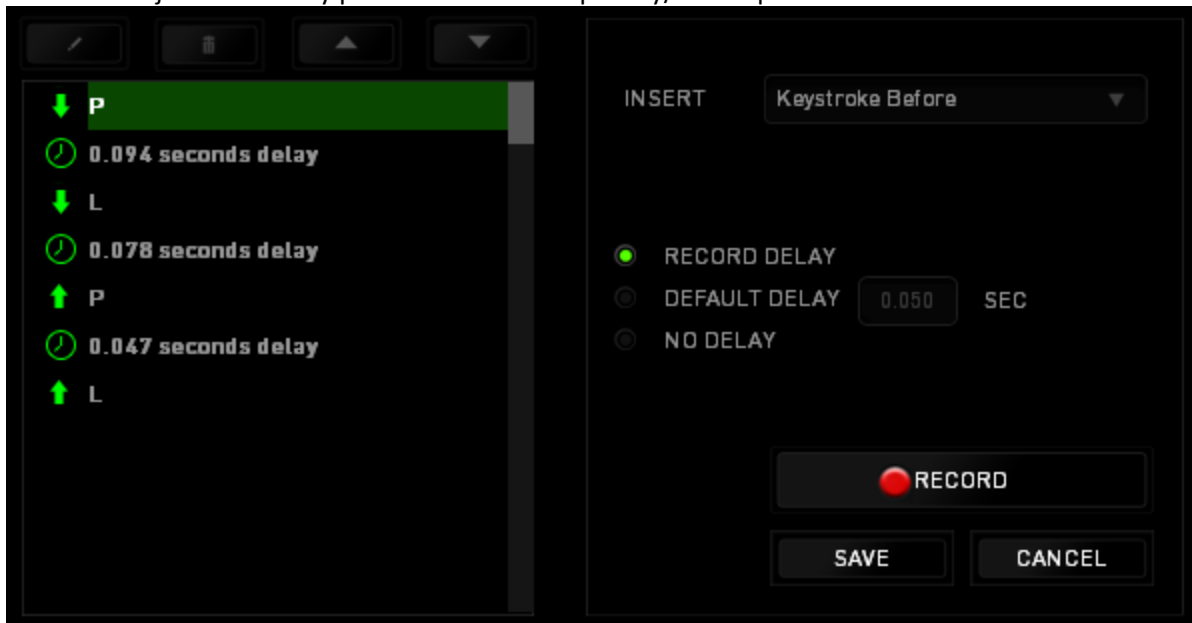 P
0.094 seconds delay
L
0.078 seconds delay
P
0.047 seconds delay
L
INSERT Keystroke Before
RECORD DELAY
DEFAULT DELAY 0.050 SEC
NO DELAY
RECORD
SAVE CANCEL